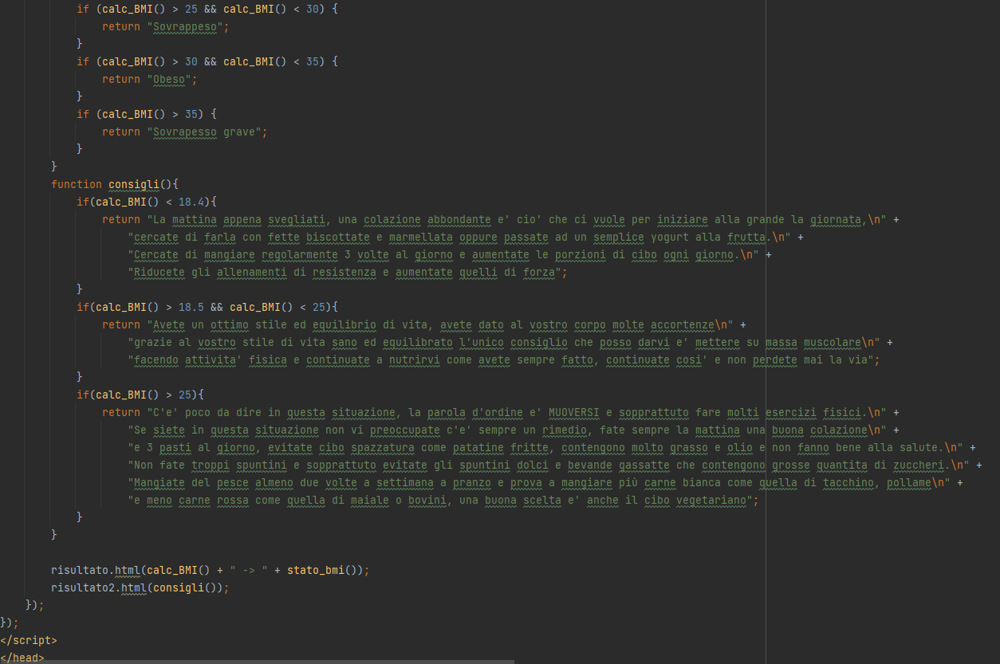 if (calc_BMI() > 25 && calc_BMI() < 30) {
return "Sovrappeso";
}
if (calc_BMI() > 30 && calc_BMI() < 35) {
return "Obeso";
}
if (calc_BMI() > 35) {
return "Sovrapesso grave";
}
}
function consigli(){
if(calc_BMI() < 18.4){
return "La mattina appena svegliati, una colazione abbondante e' cio' che ci vuole per iniziare alla grande la giornata,\n" +
"cercate di farla con fette biscottate e marmellata oppure passate ad un semplice yogurt alla frutta.\n" +
"Cercate di mangiare regolarmente 3 volte al giorno e aumentate le porzioni di cibo ogni giorno.\n" +
"Riducete gli allenamenti di resistenza e aumentate quelli di forza";
}
if(calc_BMI() > 18.5 && calc_BMI() < 25){
return "Avete un ottimo stile ed equilibrio di vita, avete dato al vostro corpo molte accortenze\n" +
"grazie al vostro stile di vita sano ed equilibrato l'unico consiglio che posso darvi e' mettere su massa muscolare\n" +
"facendo attivita' fisica e continuate a nutrirvi come avete sempre fatto, continuate cosi' e non perdete mai la via";
}
if(calc_BMI() > 25){
return "C'e' poco da dire in questa situazione, la parola d'ordine e' MUOVERSI e sopprattuto fare molti esercizi fisici.\n" +
"Se siete in questa situazione non vi preoccupate c'e' sempre un rimedio, fate sempre la mattina una buona colazione\n" +
"e 3 pasti al giorno, evitate cibo spazzatura come patatine fritte, contengono molto grasso e olio e non fanno bene alla salute.\n" +
"Non fate troppi spuntini e sopprattuto evitate gli spuntini dolci e bevande gassatte che contengono grosse quantita di zuccheri.\n" +
"Mangiate del pesce almeno due volte a settimana a pranzo e prova a mangiare più carne bianca come quella di tacchino, pollame\n" +
"e meno carne rossa come quella di maiale o bovini, una buona scelta e' anche il cibo vegetariano";
}
}
risultato.html(calc_BMI() + " -> " + stato_bmi());
risultato2.html(consigli());
});
});
</script>
</head>